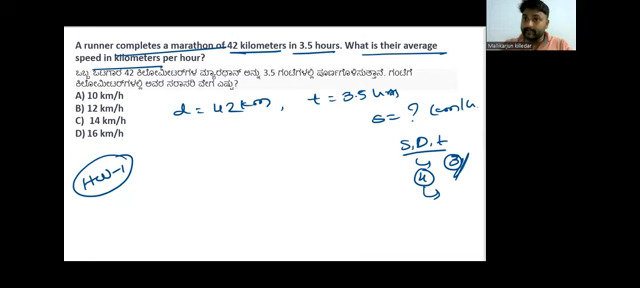 A runner completes a marathon of 42 kilometers in 3.5 hours. What is their average
speed in kilometers per hour?
ಒಬ್ಬ ಓಟಗಾರ 42 ಕಿಲೋಮೀಟರ್‌ಗಳ ಮ್ಯಾರಥಾನ್ ಅನ್ನು 3.5 ಗಂಟೆಗಳಲ್ಲಿ ಪೂರ್ಣಗೊಳಿಸುತ್ತಾನೆ. ಗಂಟೆಗೆ
ಕಿಲೋಮೀಟರ್‌ಗಳಲ್ಲಿ ಅವರ ಸರಾಸರಿ ವೇಗ ಎಷ್ಟು?
A) 10 km/h
B) 12 km/h
C) 14 km/h
D) 16 km/h
d = 42 km, t = 3.5 hrs
s = ? km/h
S, D, t
3
4
HW-1
Mallikarjun killedar